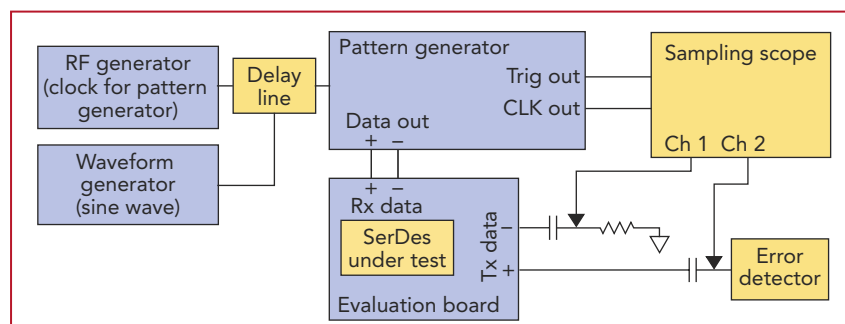 RF generator
(clock for pattern
generator)
Delay
line
Waveform
generator
(sine wave)
Pattern generator
Trig out
CLK out
Data out
+ −
Sampling scope
Ch 1 Ch 2
+ −
Rx data
SerDes
under test
Tx data
−
+
Evaluation board
Error
detector